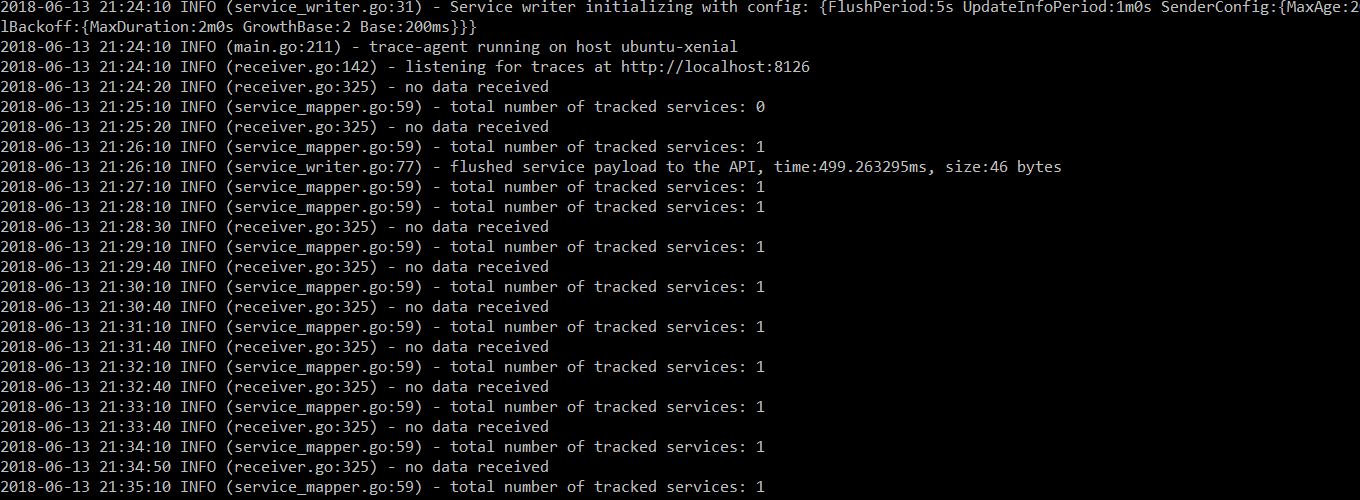 2018-06-13 21:24:10 INFO (service_writer.go:31) - Service writer initializing with config: {FlushPeriod:5s UpdateInfoPeriod:1m0s SenderConfig:{MaxAge:2
lBackoff:{MaxDuration:2m0s GrowthBase:2 Base:200ms}}}
2018-06-13 21:24:10 INFO (main.go:211) - trace-agent running on host ubuntu-xenial
2018-06-13 21:24:10 INFO (receiver.go:142) - listening for traces at http://localhost:8126
2018-06-13 21:24:20 INFO (receiver.go:325) - no data received
2018-06-13 21:25:10 INFO (service_mapper.go:59) - total number of tracked services: 0
2018-06-13 21:25:20 INFO (receiver.go:325) - no data received
2018-06-13 21:26:10 INFO (service_mapper.go:59) - total number of tracked services: 1
2018-06-13 21:26:10 INFO (service_writer.go:77) - flushed service payload to the API, time:499.263295ms, size:46 bytes
2018-06-13 21:27:10 INFO (service_mapper.go:59) - total number of tracked services: 1
2018-06-13 21:28:10 INFO (service_mapper.go:59) - total number of tracked services: 1
2018-06-13 21:28:30 INFO (receiver.go:325) - no data received
2018-06-13 21:29:10 INFO (service_mapper.go:59) - total number of tracked services: 1
2018-06-13 21:29:40 INFO (receiver.go:325) - no data received
2018-06-13 21:30:10 INFO (service_mapper.go:59) - total number of tracked services: 1
2018-06-13 21:30:40 INFO (receiver.go:325) - no data received
2018-06-13 21:31:10 INFO (service_mapper.go:59) - total number of tracked services: 1
2018-06-13 21:31:40 INFO (receiver.go:325) - no data received
2018-06-13 21:32:10 INFO (service_mapper.go:59) - total number of tracked services: 1
2018-06-13 21:32:40 INFO (receiver.go:325) - no data received
2018-06-13 21:33:10 INFO (service_mapper.go:59) - total number of tracked services: 1
2018-06-13 21:33:40 INFO (receiver.go:325) - no data received
2018-06-13 21:34:10 INFO (service_mapper.go:59) - total number of tracked services: 1
2018-06-13 21:34:50 INFO (receiver.go:325) - no data received
2018-06-13 21:35:10 INFO (service_mapper.go:59) - total number of tracked services: 1